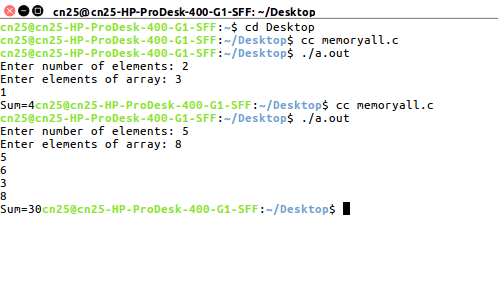 cn25@cn25-HP-ProDesk-400-G1-SFF: ~/Desktop
cn25@cn25-HP-ProDesk-400-G1-SFF:~$ cd Desktop
cn25@cn25-HP-ProDesk-400-G1-SFF:~/Desktop$ cc memoryall.c
cn25@cn25-HP-ProDesk-400-G1-SFF:~/Desktop$ ./a.out
Enter number of elements: 2
Enter elements of array: 3
1
Sum=4cn25@cn25-HP-ProDesk-400-G1-SFF:~/Desktop$ cc memoryall.c
cn25@cn25-HP-ProDesk-400-G1-SFF:~/Desktop$ ./a.out
Enter number of elements: 5
Enter elements of array: 8
5
6
3
8
Sum=30cn25@cn25-HP-ProDesk-400-G1-SFF:~/Desktop$